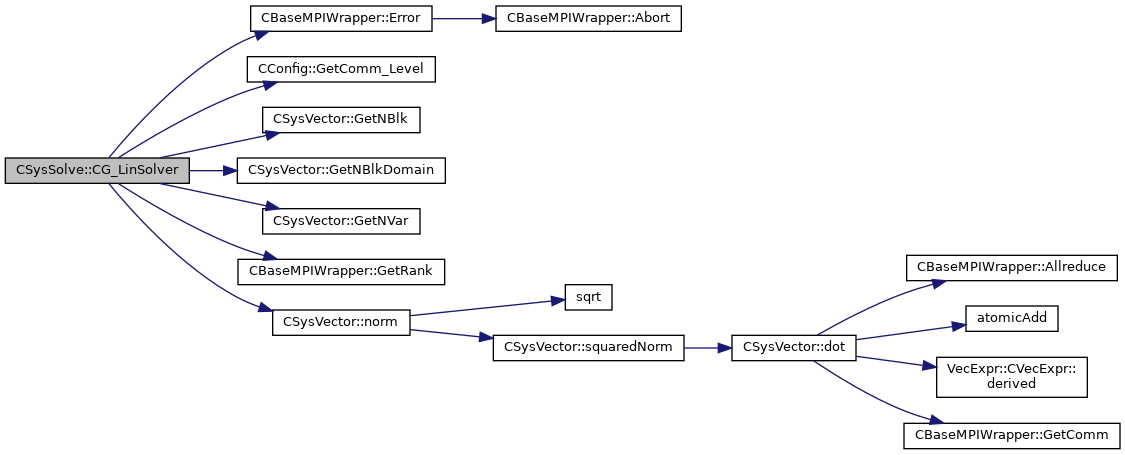 CBaseMPIWrapper::Error
CBaseMPIWrapper::Abort
CConfig::GetComm_Level
CSysVector::GetNBlk
CSysSolve::CG_LinSolver
CSysVector::GetNBlkDomain
CSysVector::GetNVar
CBaseMPIWrapper::GetRank
CSysVector::norm
sqrt
CSysVector::squaredNorm
CSysVector::dot
CBaseMPIWrapper::Allreduce
atomicAdd
VecExpr::CVecExpr::
derived
CBaseMPIWrapper::GetComm